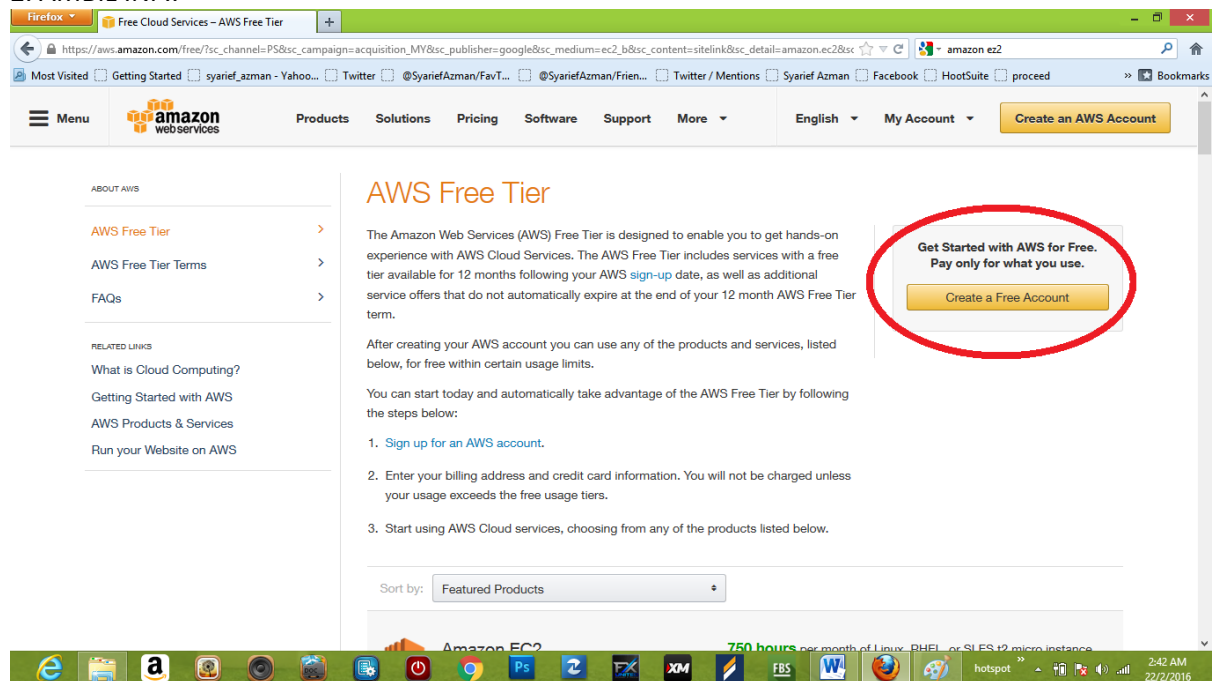 Firefox
Free Cloud Services – AWS Free Tier
https://aws.amazon.com/free/?sc_channel=PS&sc_campaign=acquisition_MY&sc_publisher=google&sc_medium=ec2_b&sc_content=sitelink&sc_detail=amazon.ec2&sc
amazon ez2
Most Visited
Getting Started
syarief_azman - Yahoo...
Twitter
@SyariefAzman/FavT...
@SyariefAzman/Frien...
Twitter / Mentions
Syarief Azman
Facebook
HootSuite
proceed
»
Bookmarks
Menu
amazon
webservices
Products
Solutions
Pricing
Software
Support
More
English
My Account
Create an AWS Account
ABOUT AWS
AWS Free Tier
AWS Free Tier Terms
FAQs
RELATED LINKS
What is Cloud Computing?
Getting Started with AWS
AWS Products & Services
Run your Website on AWS
AWS Free Tier
The Amazon Web Services (AWS) Free Tier is designed to enable you to get hands-on
experience with AWS Cloud Services. The AWS Free Tier includes services with a free
tier available for 12 months following your AWS sign-up date, as well as additional
service offers that do not automatically expire at the end of your 12 month AWS Free Tier
term.
After creating your AWS account you can use any of the products and services, listed
below, for free within certain usage limits.
You can start today and automatically take advantage of the AWS Free Tier by following
the steps below:
1. Sign up for an AWS account.
2. Enter your billing address and credit card information. You will not be charged unless
your usage exceeds the free usage tiers.
3. Start using AWS Cloud services, choosing from any of the products listed below.
Get Started with AWS for Free.
Pay only for what you use.
Create a Free Account
Sort by:
Featured Products
Amazon EC2
750 hours per month of Linux, RHEL, or SLES t2.micro instance
Ps
XM
FBS
W
hotspot
2:42 AM
22/2/2016